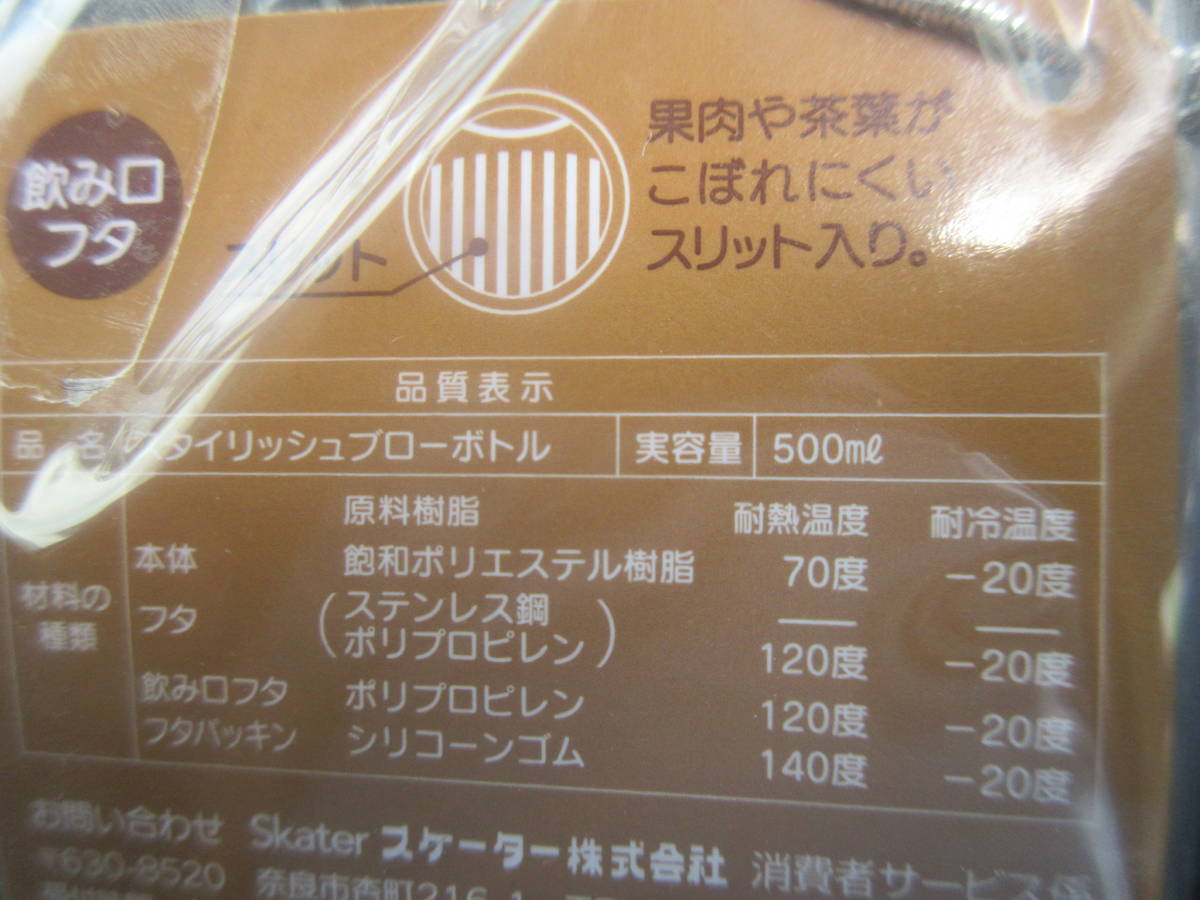 飲み口
フタ
果肉や茶葉が
こぼれにくい
スリット入り。
品質表示
品 名 スタイリッシュブローボトル 実容量 500㎖
原料樹脂 耐熱温度 耐冷温度
材料の
種類
本体 飽和ポリエステル樹脂 70度 −20度
フタ (ステンレス鋼 ― ―
ポリプロピレン) 120度 −20度
飲み口フタ ポリプロピレン 120度 −20度
フタパッキン シリコーンゴム 140度 −20度
お問い合わせ Skater スケーター株式会社 消費者サービス係
〒630-8520 奈良市杏町216-1